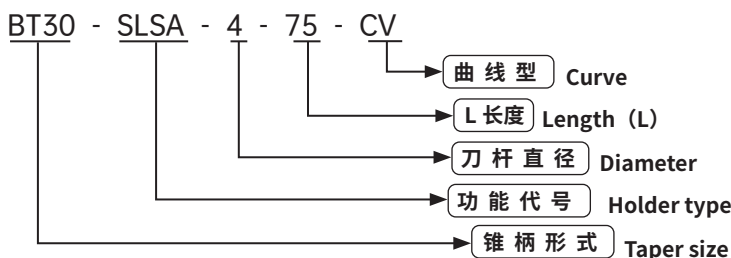 BT30 - SLSA - 4 - 75 - CV
曲线型 Curve
L 长度 Length（L）
刀杆直径 Diameter
功能代号 Holder type
锥柄形式 Taper size